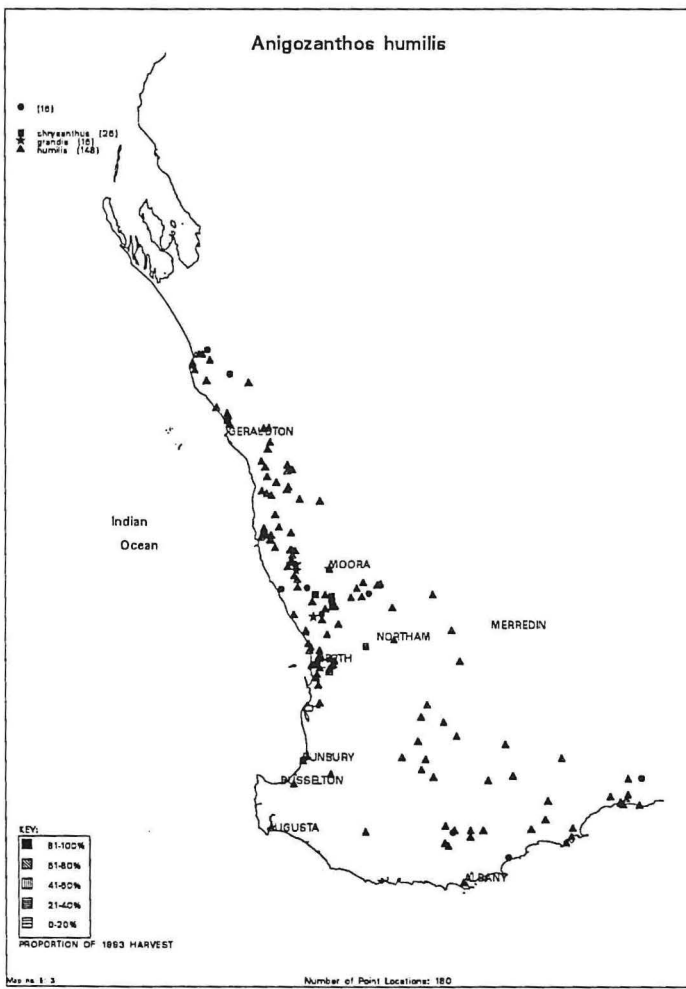 Anigozanthos humilis
(16)
chrysanthus (26)
grandis (16)
humilis (148)
GERALDTON
Indian
Ocean
MOORA
MERREDIN
NORTHAM
PERTH
BUNBURY
BUSSELTON
AUGUSTA
ALBANY
KEY:
81-100%
61-80%
41-60%
21-40%
0-20%
PROPORTION OF 1993 HARVEST
Number of Point Locations: 180